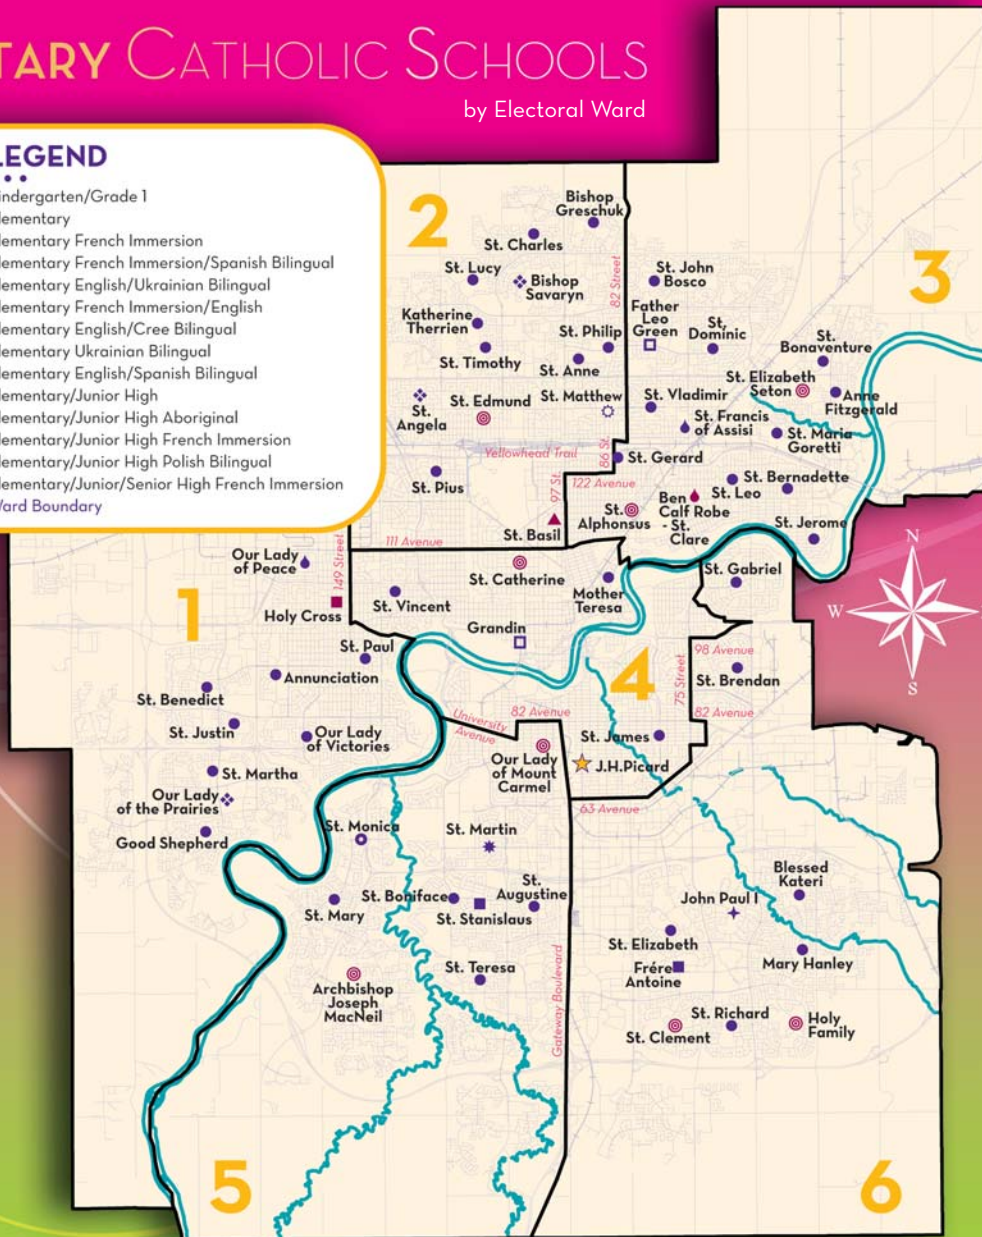 TARY CATHOLIC SCHOOLS
by Electoral Ward
LEGEND
indergarten/Grade 1
lementary
lementary French Immersion
lementary French Immersion/Spanish Bilingual
lementary English/Ukrainian Bilingual
lementary French Immersion/English
lementary English/Cree Bilingual
lementary Ukrainian Bilingual
lementary English/Spanish Bilingual
lementary/Junior High
lementary/Junior High Aboriginal
lementary/Junior High French Immersion
lementary/Junior High Polish Bilingual
lementary/Junior/Senior High French Immersion
Ward Boundary
2
Bishop
Greschuk
St. Charles
St. Lucy
Bishop
Savaryn
82 Street
Katherine
Therrien
St. Philip
St. Timothy
St. Anne
St.
Angela
St. Edmund
St. Matthew
Yellowhead Trail
86 St.
St. Pius
97 St.
122 Avenue
St. Basil
111 Avenue
3
St. John
Bosco
Father
Leo
Green
St,
Dominic
St.
Bonaventure
St. Elizabeth
Seton
Anne
Fitzgerald
St. Vladimir
St. Francis
of Assisi
St. Maria
Goretti
St. Gerard
St. Bernadette
St. Leo
Ben
Calf Robe
- St.
Clare
St.
Alphonsus
St. Jerome
N
W
S
1
Our Lady
of Peace
149 Street
Holy Cross
St. Paul
Annunciation
St. Benedict
St. Justin
Our Lady
of Victories
St. Martha
Our Lady
of the Prairies
Good Shepherd
4
St. Catherine
St. Vincent
Mother
Teresa
Grandin
St. Gabriel
98 Avenue
75 Street
St. Brendan
82 Avenue
University
Avenue
82 Avenue
St. James
J.H.Picard
63 Avenue
5
Our Lady
of Mount
Carmel
St. Monica
St. Martin
St. Mary
St. Boniface
St. Stanislaus
St.
Augustine
St. Teresa
Archbishop
Joseph
MacNeil
Gateway Boulevard
6
Blessed
Kateri
John Paul I
St. Elizabeth
Frére
Antoine
Mary Hanley
St. Clement
St. Richard
Holy
Family